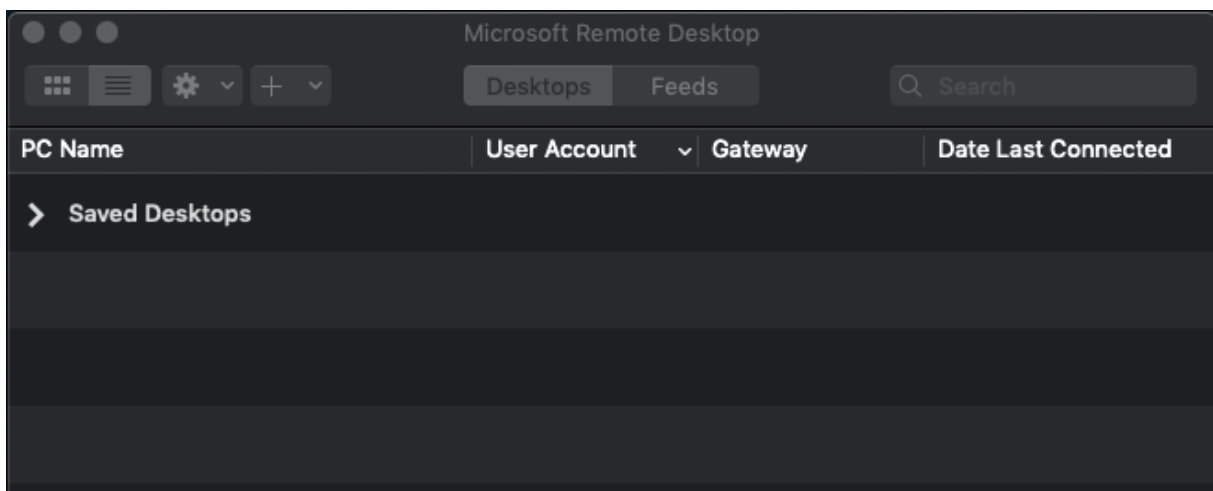 Microsoft Remote Desktop
Desktops Feeds Search
PC Name User Account Gateway Date Last Connected
Saved Desktops